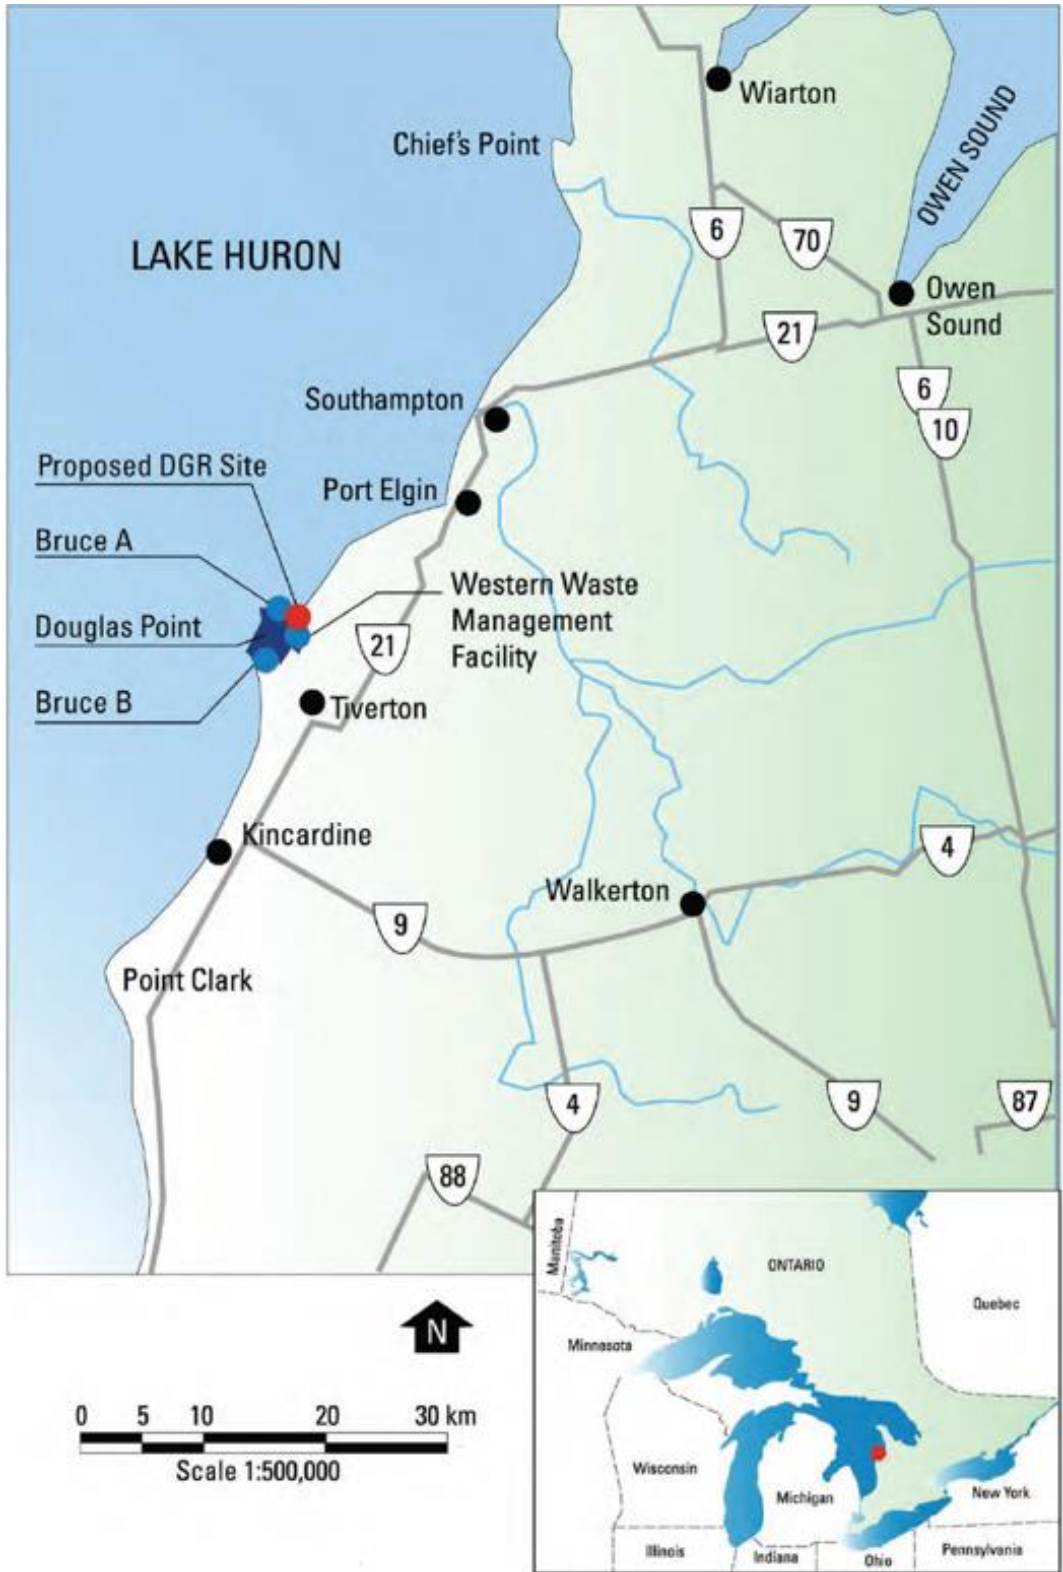 Wiarton
Chief's Point
OWEN SOUND
LAKE HURON
6
70
Owen
Sound
21
Southampton
6
10
Proposed DGR Site
Port Elgin
Bruce A
Western Waste
Management
Facility
Douglas Point
21
Bruce B
Tiverton
Kincardine
4
Walkerton
9
Point Clark
4
9
87
88
N
0 5 10 20 30 km
Scale 1:500,000
Manitoba
ONTARIO
Quebec
Minnesota
Wisconsin
Michigan
New York
Illinois
Indiana
Ohio
Pennsylvania